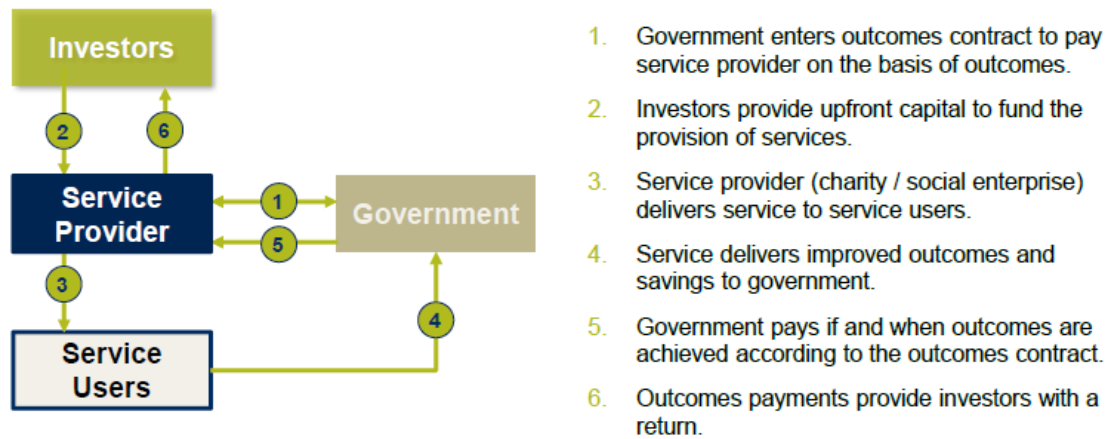 Investors
2
6
Service
Provider
1
Government
5
3
4
Service
Users
1. Government enters outcomes contract to pay
service provider on the basis of outcomes.
2. Investors provide upfront capital to fund the
provision of services.
3. Service provider (charity / social enterprise)
delivers service to service users.
4. Service delivers improved outcomes and
savings to government.
5. Government pays if and when outcomes are
achieved according to the outcomes contract.
6. Outcomes payments provide investors with a
return.